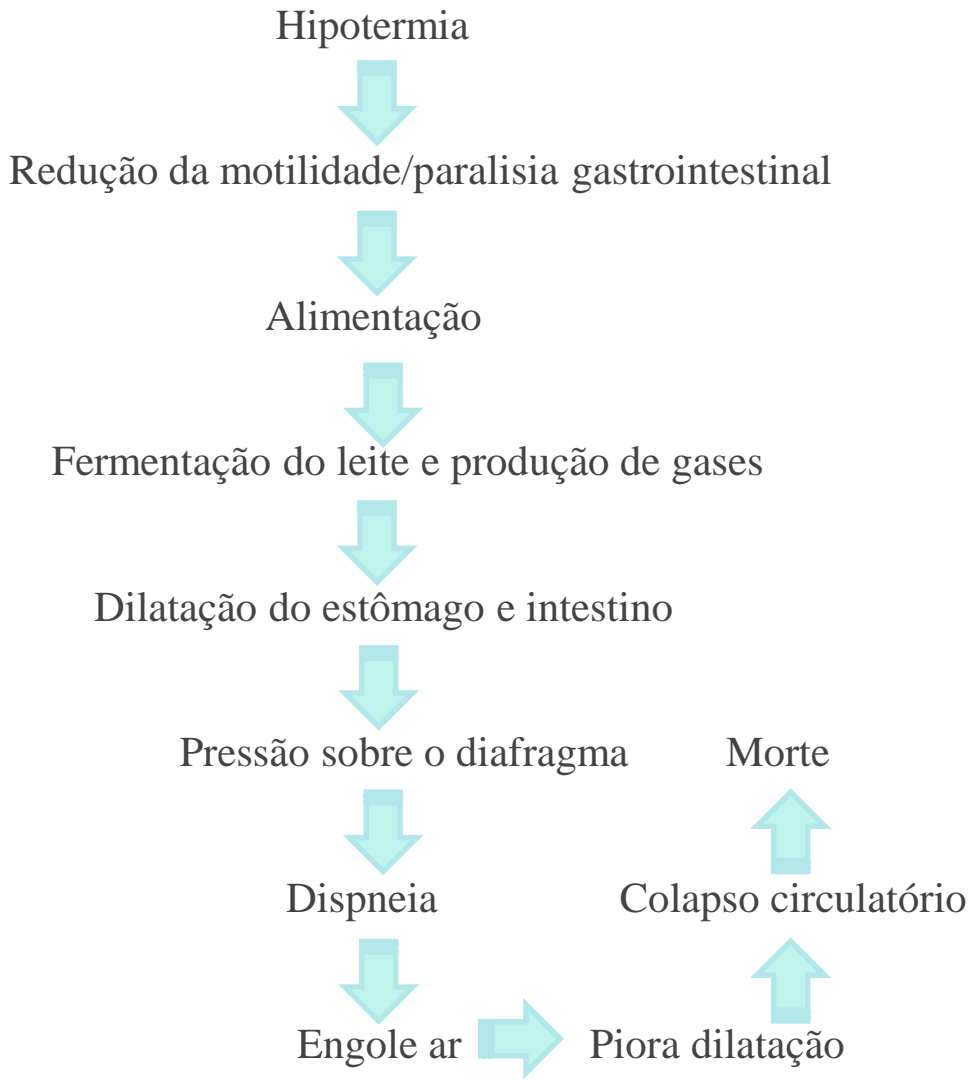 Hipotermia
Redução da motilidade/paralisia gastrointestinal
Alimentação
Fermentação do leite e produção de gases
Dilatação do estômago e intestino
Pressão sobre o diafragma
Dispneia
Engole ar
Piora dilatação
Colapso circulatório
Morte